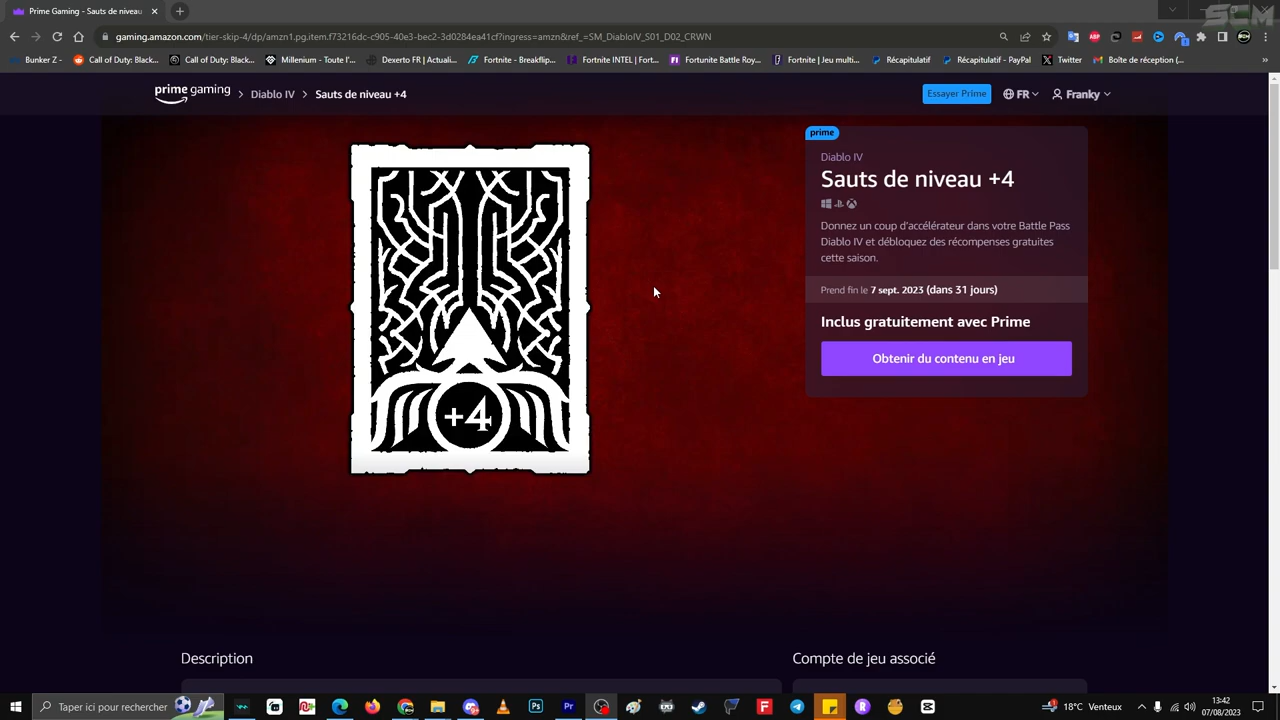 Prime Gaming - Sauts de niveau
gaming.amazon.com/tier-skip-4/dp/amzn1.pg.item.f73216dc-c905-40e3-bec2-3d0284ea41cf?ingress=amzn&ref_=SM_DiabloIV_S01_D02_CRWN
Bunker Z -
Call of Duty: Black...
Call of Duty: Black...
Millenium - Toute l'...
Dexerto FR | Actuali...
Fortnite - Breakflip...
Fortnite INTEL | Fort...
Fortunite Battle Roy...
Fortnite | Jeu multi...
Récapitulatif
Récapitulatif - PayPal
Twitter
Boîte de réception (...
prime gaming
Diablo IV
Sauts de niveau +4
Essayer Prime
FR
Franky
+4
prime
Diablo IV
Sauts de niveau +4
Donnez un coup d'accélérateur dans votre Battle Pass
Diablo IV et débloquez des récompenses gratuites
cette saison.
Prend fin le 7 sept. 2023 (dans 31 jours)
Inclus gratuitement avec Prime
Obtenir du contenu en jeu
Description
Compte de jeu associé
Taper ici pour rechercher
18°C Venteux
13:42
07/08/2023